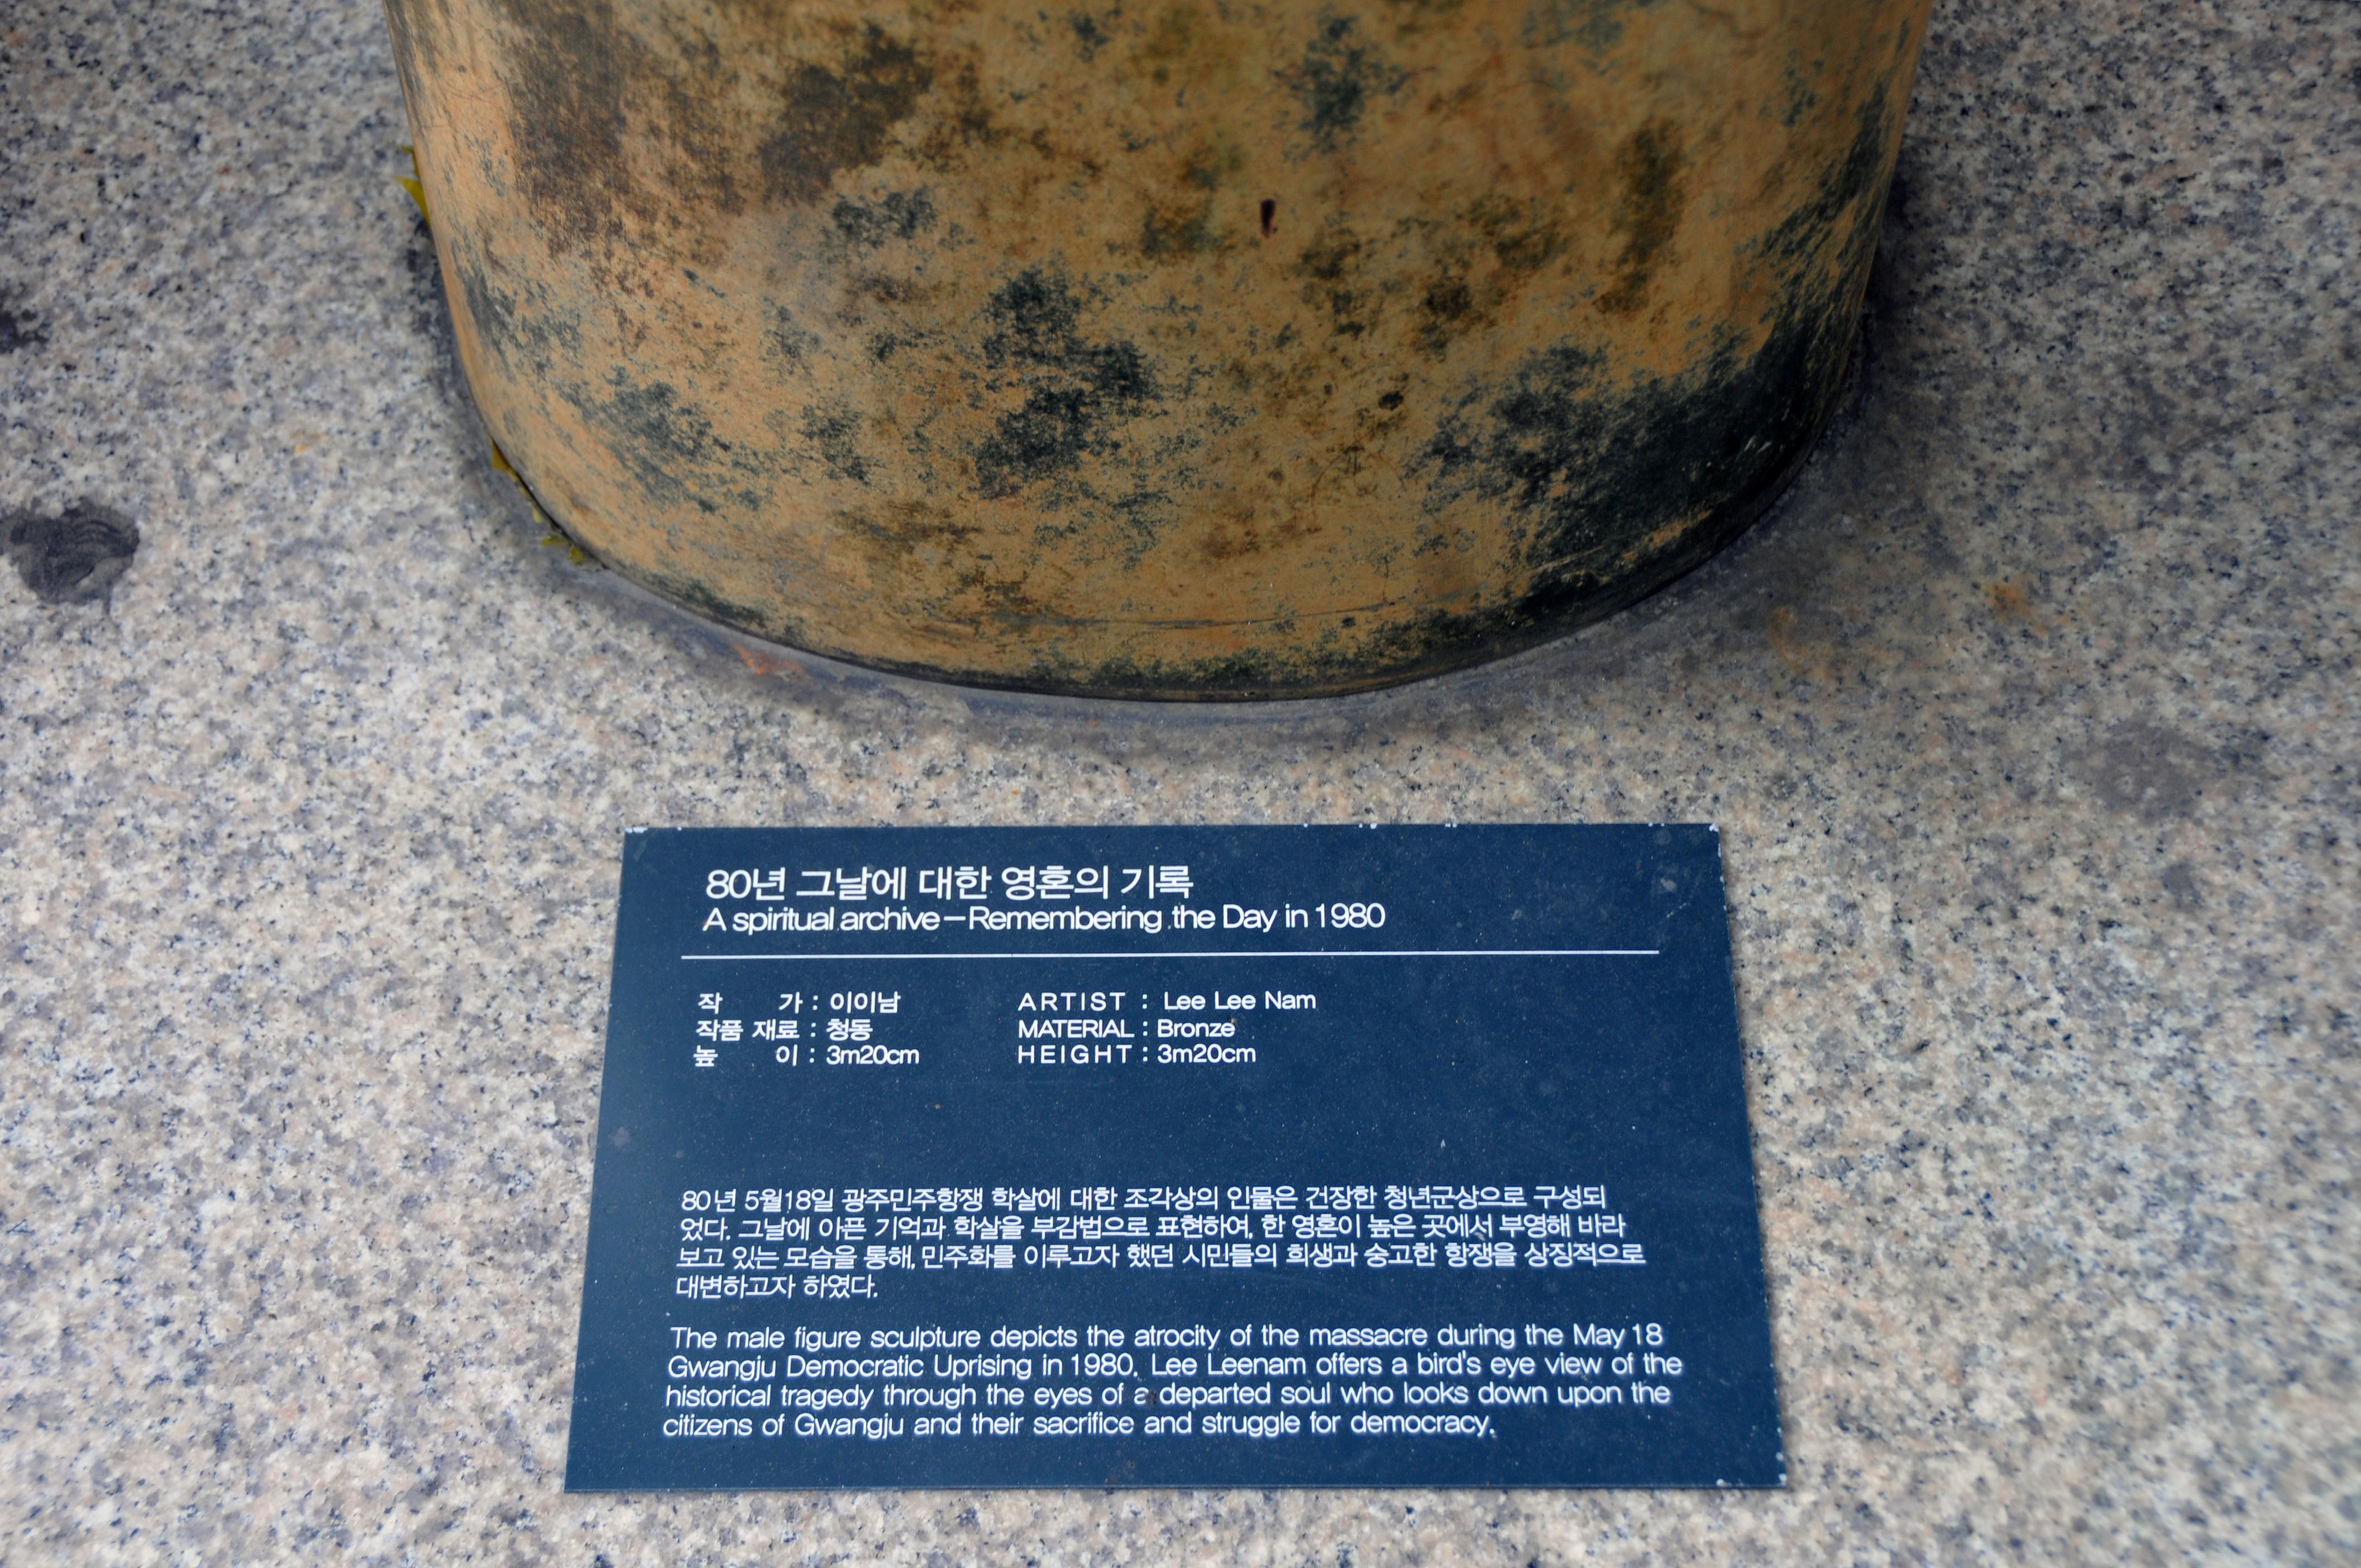 80년 그날에 대한 영혼의 기록
A spiritual archive – Remembering the Day in 1980
작 가 : 이이남
작품 재료 : 청동
높 이 : 3m20cm
ARTIST : Lee Lee Nam
MATERIAL : Bronze
HEIGHT : 3m20cm
80년 5월18일 광주민주항쟁 학살에 대한 조각상의 인물은 건장한 청년군상으로 구성되
었다. 그날에 아픈 기억과 학살을 부감법으로 표현하여, 한 영혼이 높은 곳에서 부영해 바라
보고 있는 모습을 통해, 민주화를 이루고자 했던 시민들의 희생과 숭고한 항쟁을 상징적으로
대변하고자 하였다.
The male figure sculpture depicts the atrocity of the massacre during the May 18
Gwangju Democratic Uprising in 1980. Lee Leenam offers a bird's eye view of the
historical tragedy through the eyes of a departed soul who looks down upon the
citizens of Gwangju and their sacrifice and struggle for democracy.